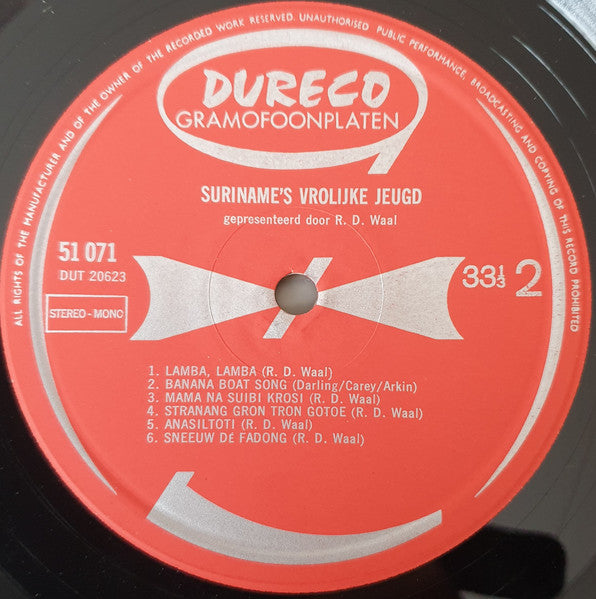 ALL RIGHTS OF THE MANUFACTURER AND OF THE OWNER OF THE RECORDED WORK RESERVED. UNAUTHORISED PUBLIC PERFORMANCE, BROADCASTING AND COPYING OF THIS RECORD PROHIBITED
DURECO
GRAMOFOONPLATEN
SURINAME'S VROLIJKE JEUGD
gepresenteerd door R. D. Waal
51 071
DUT 20623
STEREO - MONO
33⅓ 2
1. LAMBA, LAMBA (R. D. Waal)
2. BANANA BOAT SONG (Darling/Carey/Arkin)
3. MAMA NA SUIBI KROSI (R. D. Waal)
4. STRANANG GRON TRON GOTOE (R. D. Waal)
5. ANASILTOTI (R. D. Waal)
6. SNEEUW DÉ FADONG (R. D. Waal)